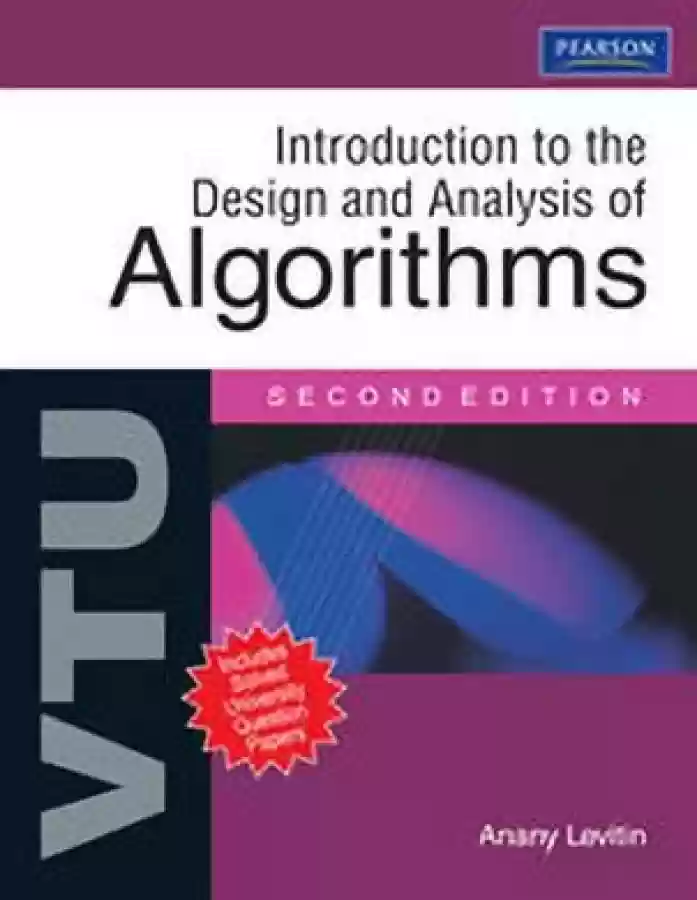 PEARSON
Introduction to the
Design and Analysis of
Algorithms
SECOND EDITION
VTU
Includes
Solved
University
Question
Papers
Anany Levitin